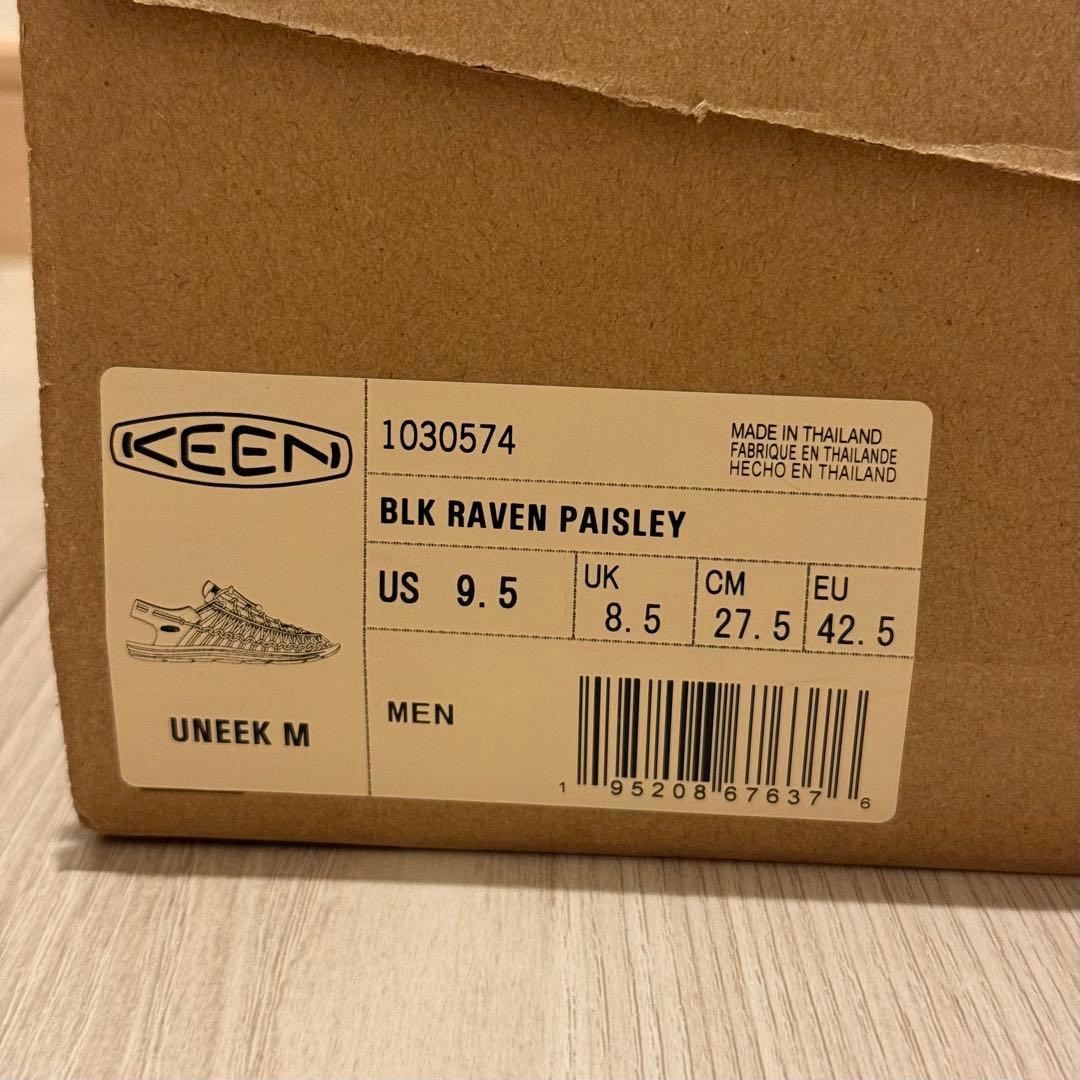 KEEN
1030574
MADE IN THAILAND
FABRIQUE EN THAILANDE
HECHO EN THAILAND
BLK RAVEN PAISLEY
US 9.5
UK 8.5
CM 27.5
EU 42.5
UNEEK M
MEN
1 95208 67637 6